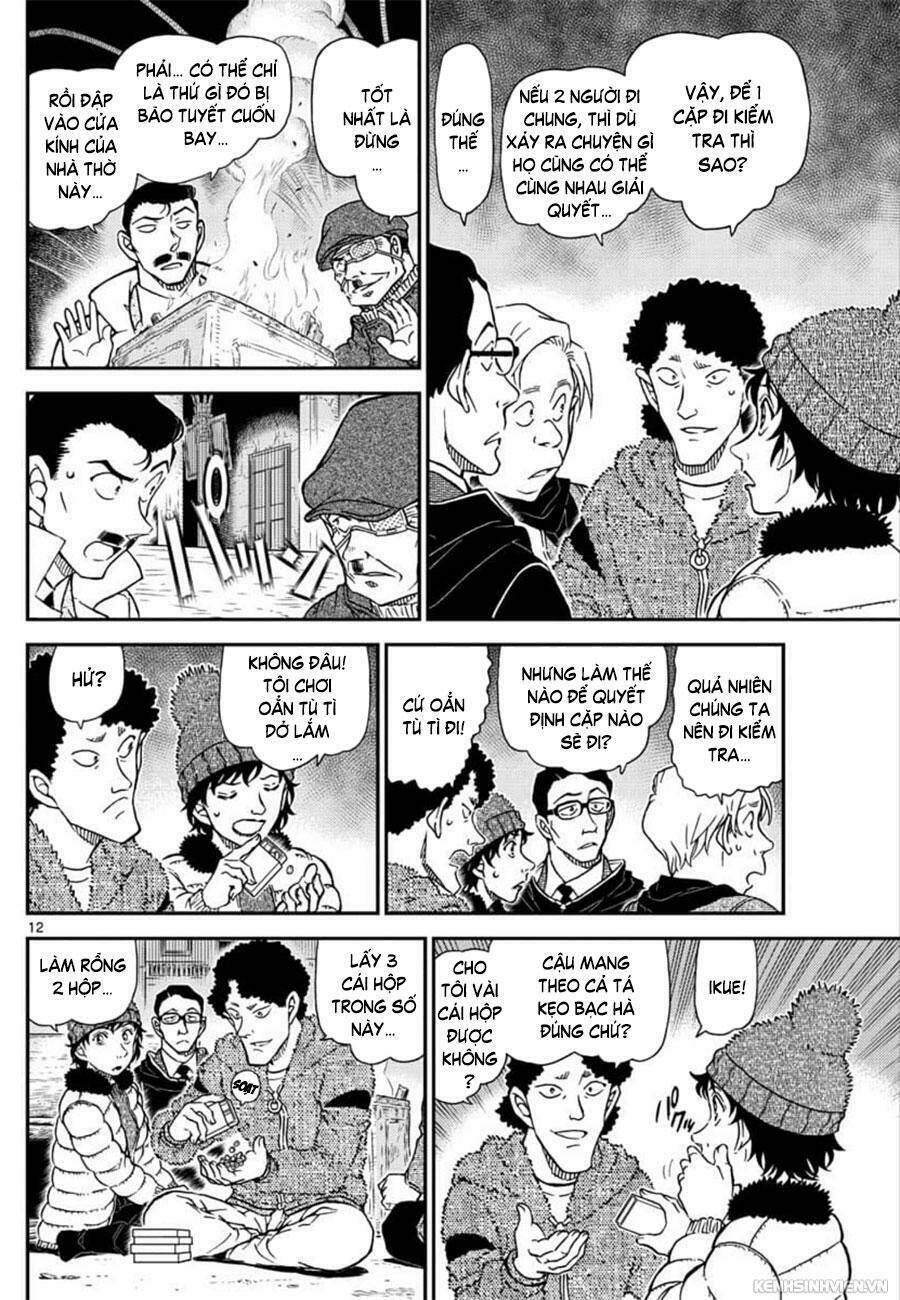 VẬY, ĐỂ 1
CẶP ĐI KIỂM
TRA THÌ
SAO?
NẾU 2 NGƯỜI ĐI
CHUNG, THÌ DÙ
XẢY RA CHUYỆN GÌ
HỌ CŨNG CÓ THỂ
CÙNG NHAU GIẢI
QUYẾT...
ĐÚNG
THẾ
...
TỐT
NHẤT LÀ
ĐỪNG
...
PHẢI... CÓ THỂ CHỈ
LÀ THỨ GÌ ĐÓ BỊ
BÃO TUYẾT CUỐN
BAY...
RỒI ĐẬP
VÀO CỬA
KÍNH CỦA
NHÀ THỜ
NÀY...
QUẢ NHIÊN
CHÚNG TA
NÊN ĐI KIỂM
TRA...
NHƯNG LÀM THẾ
NÀO ĐỂ QUYẾT
ĐỊNH CẶP NÀO
SẼ ĐI?
CỨ OẲN
TÙ TÌ ĐI!
KHÔNG ĐÂU!
TÔI CHƠI
OẲN TÙ TÌ
DỞ LẮM
...
HỬ?
12
IKUE!
CẬU MANG
THEO CẢ TÁ
KẸO BẠC HÀ
ĐÚNG CHỨ?
CHO
TÔI VÀI
CÁI HỘP
ĐƯỢC
KHÔNG?
LẤY 3
CÁI HỘP
TRONG SỐ
NÀY...
SOẠT
LÀM RỖNG
2 HỘP...
KENHSINHVIEN.VN